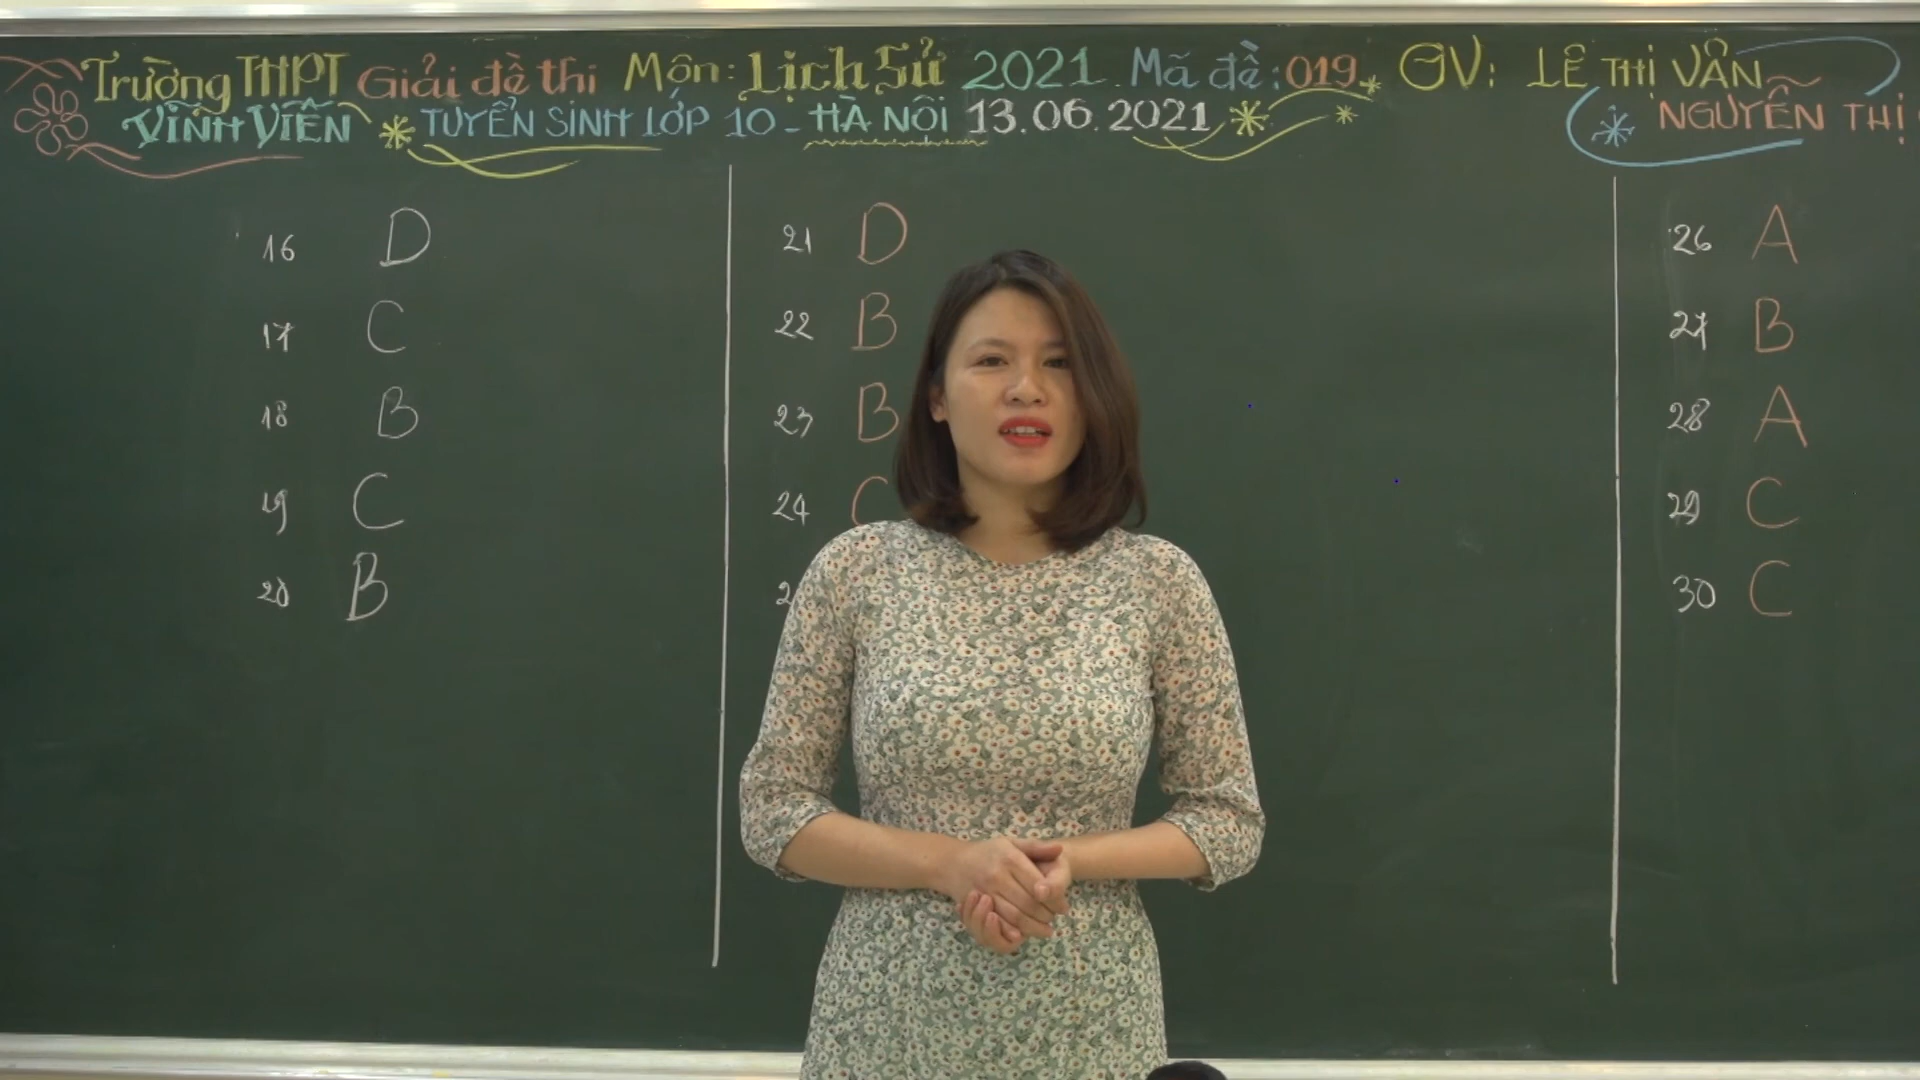 Trường THPT Giải đề thi Môn: Lịch Sử 2021 Mã đề: 019 GV: LÊ THỊ VÂN
VĨNH VIỄN TUYỂN SINH LỚP 10 - HÀ NỘI 13.06.2021 NGUYỄN THỊ
16 D
17 C
18 B
19 C
20 B
21 D
22 B
23 B
24 C
26 A
27 B
28 A
29 C
30 C